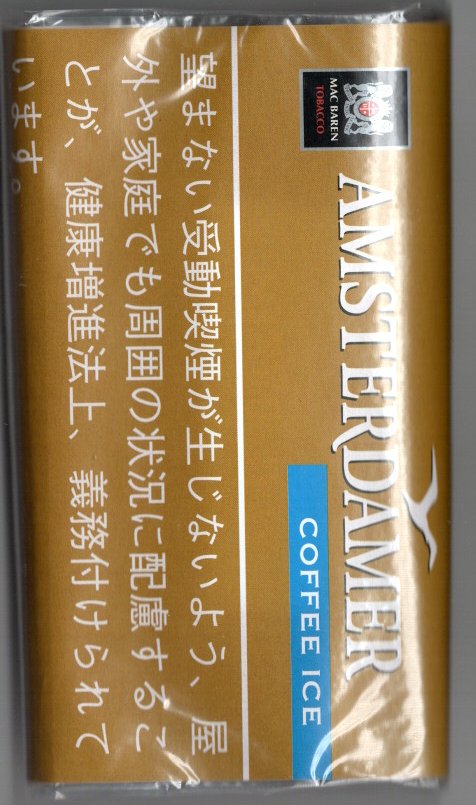 MAC BAREN
TOBACCO
AMSTERDAMER
COFFEE ICE
望まない受動喫煙が生じないよう、屋
外や家庭でも周囲の状況に配慮するこ
とが、健康増進法上、義務付けられて
います。